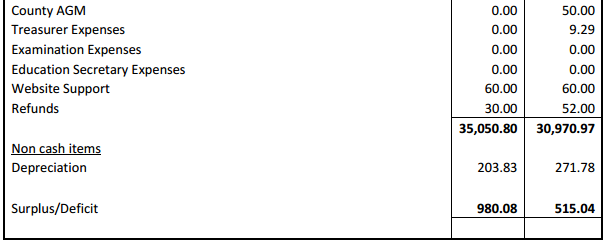 County AGM 0.00 50.00
Treasurer Expenses 0.00 9.29
Examination Expenses 0.00 0.00
Education Secretary Expenses 0.00 0.00
Website Support 60.00 60.00
Refunds 30.00 52.00
35,050.80 30,970.97
Non cash items
Depreciation 203.83 271.78
Surplus/Deficit 980.08 515.04